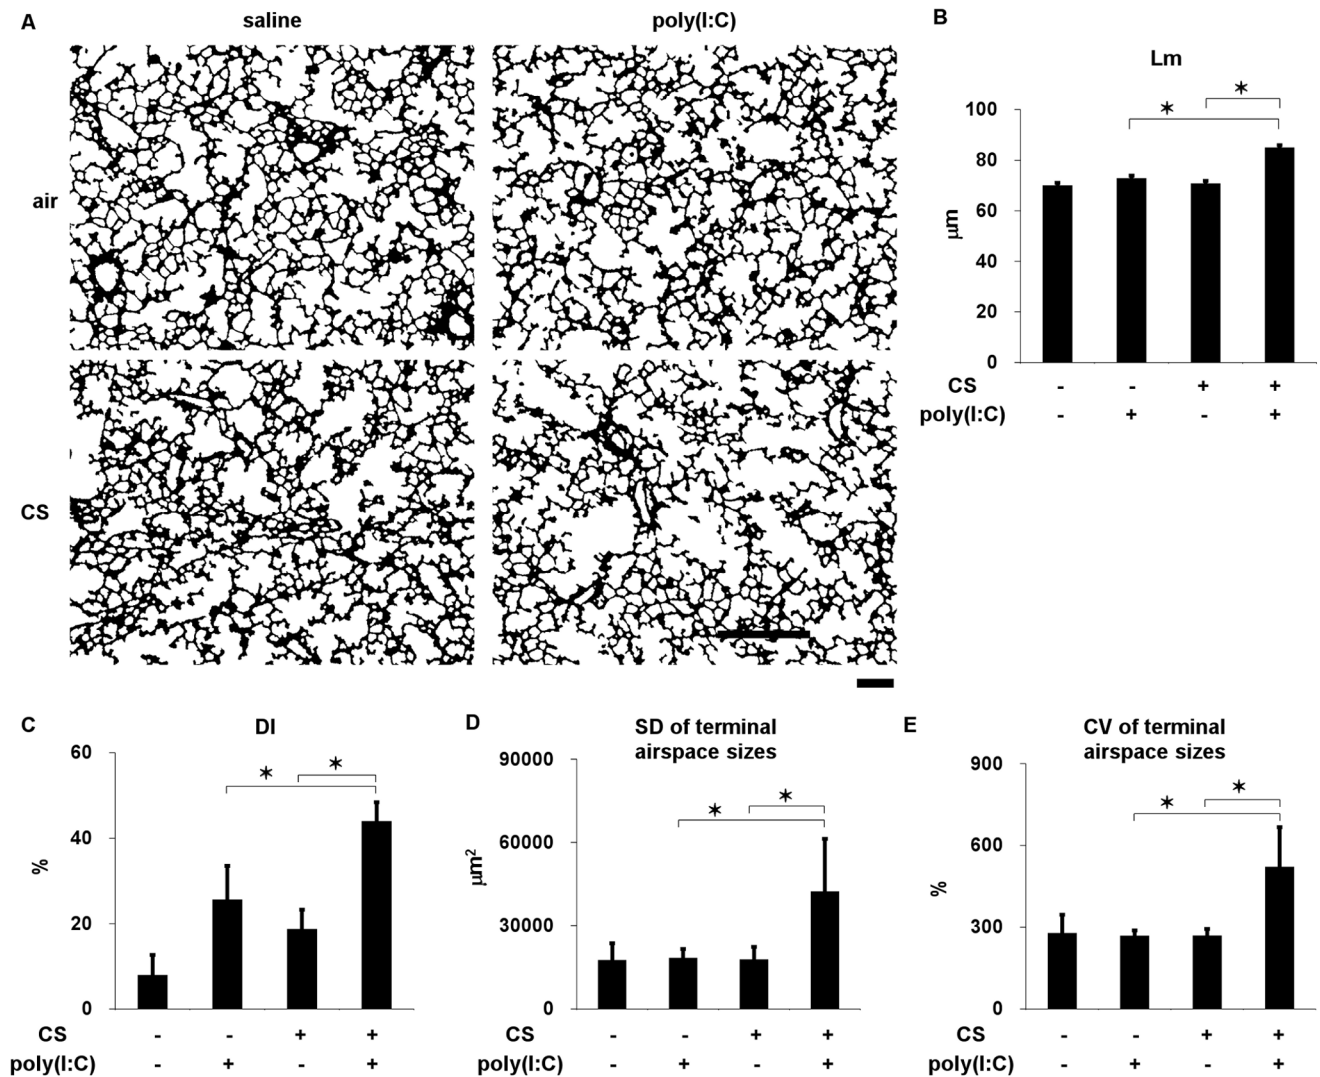 A
saline
poly(I:C)
air
CS
B
Lm
100
80
60
40
20
0
μm
* *
CS - - + +
poly(I:C) - + - +
C
DI
60
40
20
0
%
* *
CS - - + +
poly(I:C) - + - +
D
SD of terminal
airspace sizes
90000
60000
30000
0
μm²
* *
CS - - + +
poly(I:C) - + - +
E
CV of terminal
airspace sizes
900
600
300
0
%
* *
CS - - + +
poly(I:C) - + - +